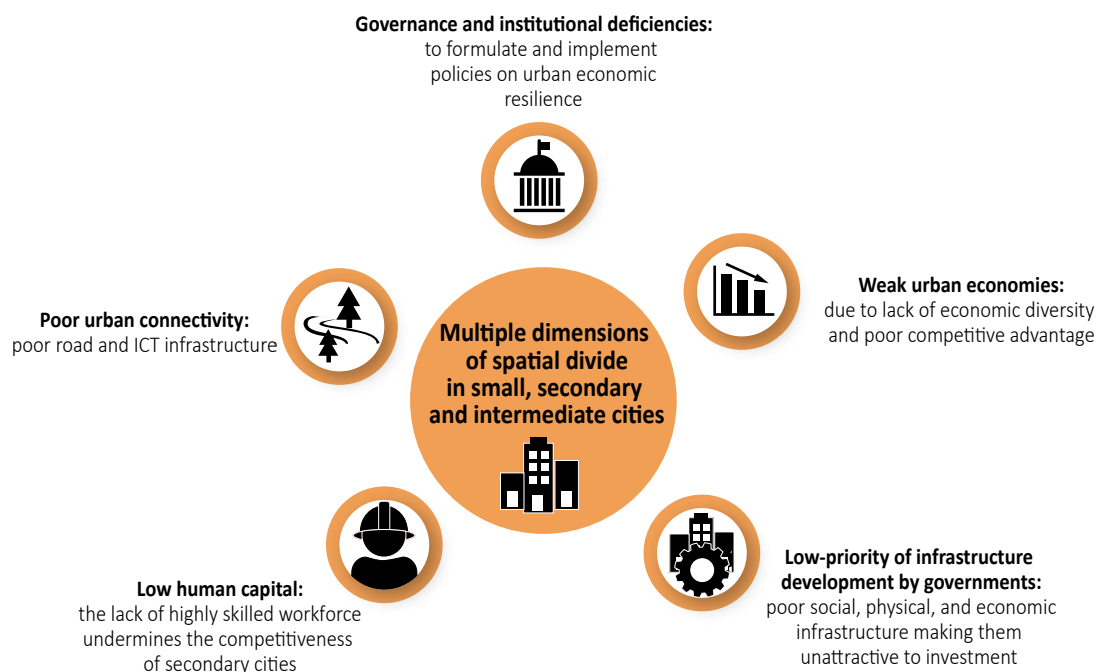 Governance and institutional deficiencies:
to formulate and implement
policies on urban economic
resilience
Weak urban economies:
due to lack of economic diversity
and poor competitive advantage
Poor urban connectivity:
poor road and ICT infrastructure
Multiple dimensions
of spatial divide
in small, secondary
and intermediate cities
Low-priority of infrastructure
development by governments:
poor social, physical, and economic
infrastructure making them
unattractive to investment
Low human capital:
the lack of highly skilled workforce
undermines the competitiveness
of secondary cities